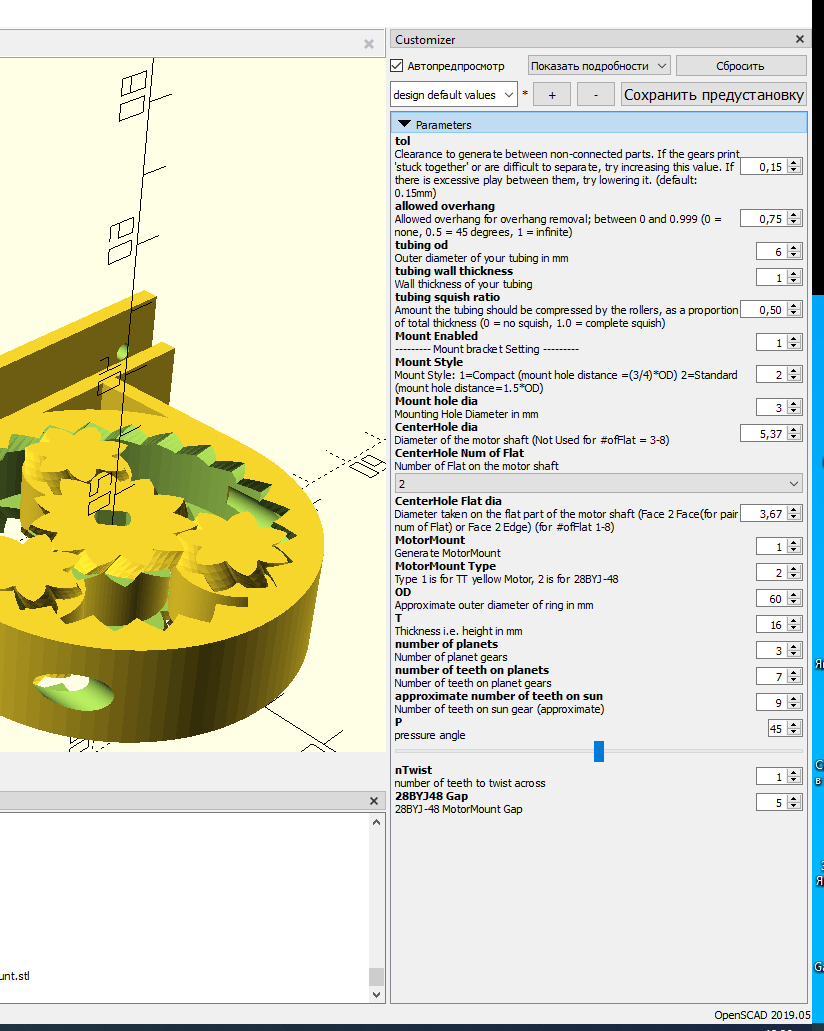 Customizer
Автопредпросмотр
Показать подробности
Сбросить
design default values
*
+
-
Сохранить предустановку
Parameters
tol
Clearance to generate between non-connected parts. If the gears print
'stuck together' or are difficult to separate, try increasing this value. If
there is excessive play between them, try lowering it. (default:
0.15mm)
0,15
allowed overhang
Allowed overhang for overhang removal; between 0 and 0.999 (0 =
none, 0.5 = 45 degrees, 1 = infinite)
0,75
tubing od
Outer diameter of your tubing in mm
6
tubing wall thickness
Wall thickness of your tubing
1
tubing squish ratio
Amount the tubing should be compressed by the rollers, as a proportion
of total thickness (0 = no squish, 1.0 = complete squish)
0,50
Mount Enabled
--------- Mount bracket Setting ---------
1
Mount Style
Mount Style: 1=Compact (mount hole distance =(3/4)*OD) 2=Standard
(mount hole distance=1.5*OD)
2
Mount hole dia
Mounting Hole Diameter in mm
3
CenterHole dia
Diameter of the motor shaft (Not Used for #ofFlat = 3-8)
5,37
CenterHole Num of Flat
Number of Flat on the motor shaft
2
CenterHole Flat dia
Diameter taken on the flat part of the motor shaft (Face 2 Face(for pair
num of Flat) or Face 2 Edge) (for #ofFlat 1-8)
3,67
MotorMount
Generate MotorMount
1
MotorMount Type
Type 1 is for TT yellow Motor, 2 is for 28BYJ-48
2
OD
Approximate outer diameter of ring in mm
60
T
Thickness i.e. height in mm
16
number of planets
Number of planet gears
3
number of teeth on planets
Number of teeth on planet gears
7
approximate number of teeth on sun
Number of teeth on sun gear (approximate)
9
P
pressure angle
45
nTwist
number of teeth to twist across
1
28BYJ48 Gap
28BYJ-48 MotorMount Gap
5
unt.stl
OpenSCAD 2019.05